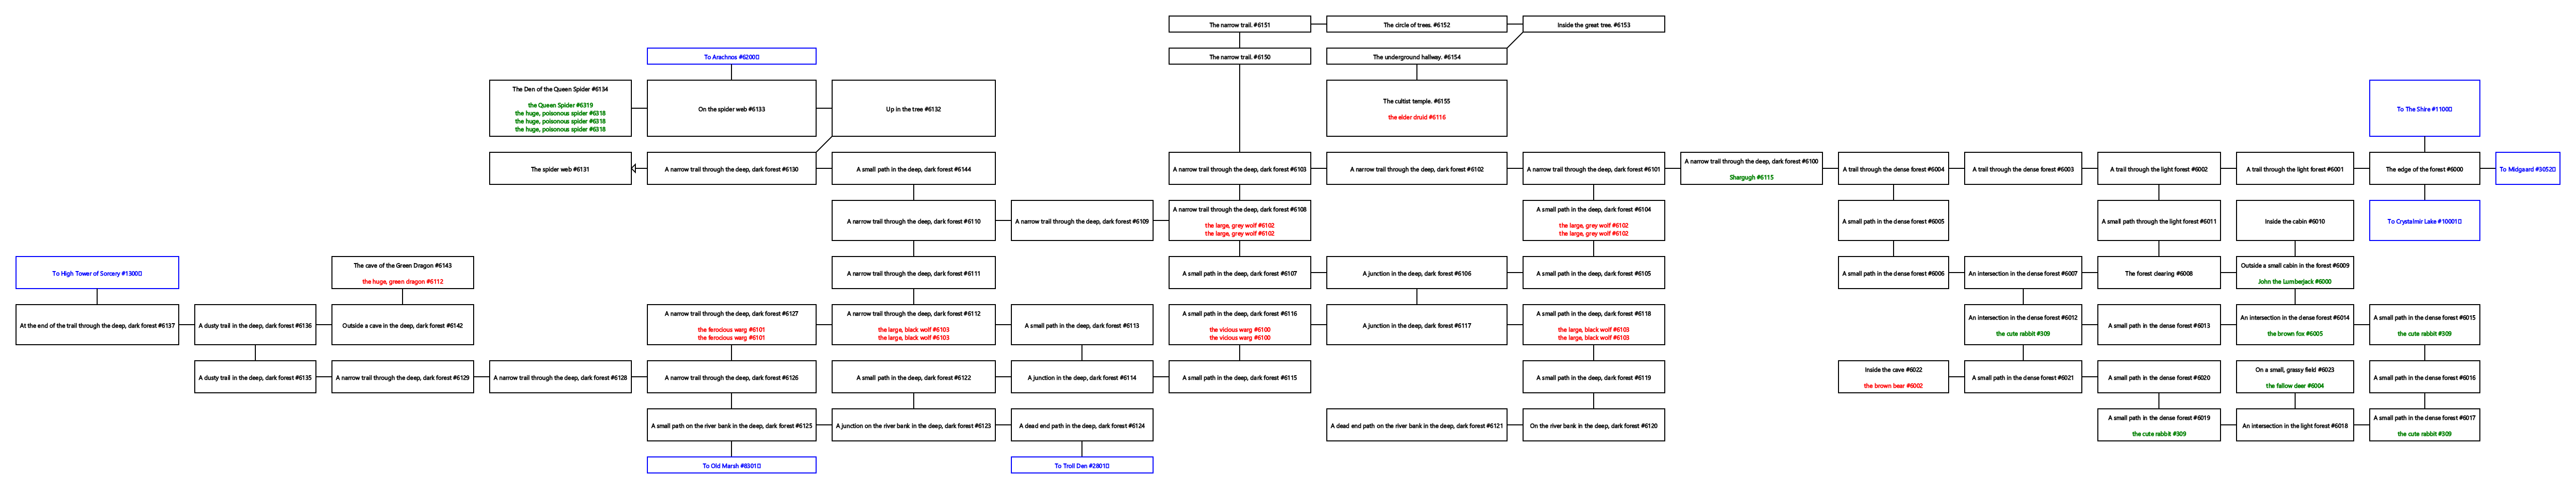 The narrow trail. #6151
The circle of trees. #6152
Inside the great tree. #6153
To Arachnos #6200
The narrow trail. #6150
The underground hallway. #6154
The Den of the Queen Spider #6134
the Queen Spider #6319
the huge, poisonous spider #6318
the huge, poisonous spider #6318
the huge, poisonous spider #6318
On the spider web #6133
Up in the tree #6132
The cultist temple. #6155
the elder druid #6116
To The Shire #1100
The spider web #6131
A narrow trail through the deep, dark forest #6130
A small path in the deep, dark forest #6144
A narrow trail through the deep, dark forest #6103
A narrow trail through the deep, dark forest #6102
A narrow trail through the deep, dark forest #6101
A narrow trail through the deep, dark forest #6100
Shargugh #6115
A trail through the dense forest #6004
A trail through the dense forest #6003
A trail through the light forest #6002
A trail through the light forest #6001
The edge of the forest #6000
To Midgaard #3052
A narrow trail through the deep, dark forest #6110
A narrow trail through the deep, dark forest #6109
A narrow trail through the deep, dark forest #6108
the large, grey wolf #6102
the large, grey wolf #6102
A small path in the deep, dark forest #6104
the large, grey wolf #6102
the large, grey wolf #6102
A small path in the dense forest #6005
A small path through the light forest #6011
Inside the cabin #6010
To Crystalmir Lake #10001
To High Tower of Sorcery #1300
The cave of the Green Dragon #6143
the huge, green dragon #6112
A narrow trail through the deep, dark forest #6111
A small path in the deep, dark forest #6107
A junction in the deep, dark forest #6106
A small path in the deep, dark forest #6105
A small path in the dense forest #6006
An intersection in the dense forest #6007
The forest clearing #6008
Outside a small cabin in the forest #6009
John the Lumberjack #6000
At the end of the trail through the deep, dark forest #6137
A dusty trail in the deep, dark forest #6136
Outside a cave in the deep, dark forest #6142
A narrow trail through the deep, dark forest #6127
the ferocious warg #6101
the ferocious warg #6101
A narrow trail through the deep, dark forest #6112
the large, black wolf #6103
the large, black wolf #6103
A small path in the deep, dark forest #6113
A small path in the deep, dark forest #6116
the vicious warg #6100
the vicious warg #6100
A junction in the deep, dark forest #6117
A small path in the deep, dark forest #6118
the large, black wolf #6103
the large, black wolf #6103
An intersection in the dense forest #6012
the cute rabbit #309
A small path in the dense forest #6013
An intersection in the dense forest #6014
the brown fox #6005
A small path in the dense forest #6015
the cute rabbit #309
A dusty trail in the deep, dark forest #6135
A narrow trail through the deep, dark forest #6129
A narrow trail through the deep, dark forest #6128
A narrow trail through the deep, dark forest #6126
A small path in the deep, dark forest #6122
A junction in the deep, dark forest #6114
A small path in the deep, dark forest #6115
A small path in the deep, dark forest #6119
Inside the cave #6022
the brown bear #6002
A small path in the dense forest #6021
A small path in the dense forest #6020
On a small, grassy field #6023
the fallow deer #6004
A small path in the dense forest #6016
A small path on the river bank in the deep, dark forest #6125
A junction on the river bank in the deep, dark forest #6123
A dead end path in the deep, dark forest #6124
A dead end path on the river bank in the deep, dark forest #6121
On the river bank in the deep, dark forest #6120
A small path in the dense forest #6019
the cute rabbit #309
An intersection in the light forest #6018
A small path in the dense forest #6017
the cute rabbit #309
To Old Marsh #8301
To Troll Den #2801